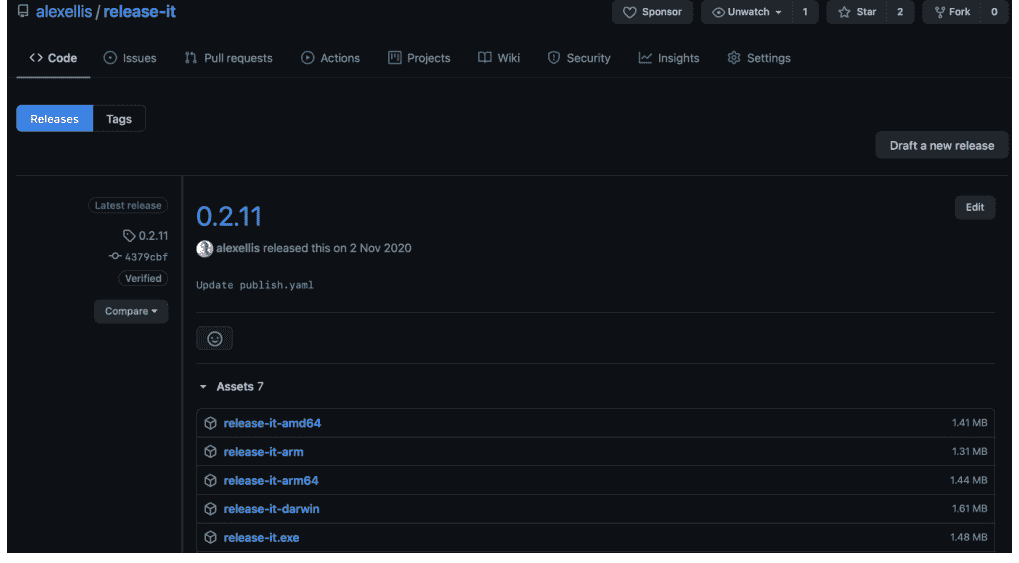 alexellis / release-it
Sponsor Unwatch 1 Star 2 Fork 0
Code Issues Pull requests Actions Projects Wiki Security Insights Settings
Releases Tags
Draft a new release
Latest release
0.2.11
4379cbf
Verified
Compare
0.2.11
Edit
alexellis released this on 2 Nov 2020
Update publish.yaml
Assets 7
release-it-amd64 1.41 MB
release-it-arm 1.31 MB
release-it-arm64 1.44 MB
release-it-darwin 1.61 MB
release-it.exe 1.48 MB